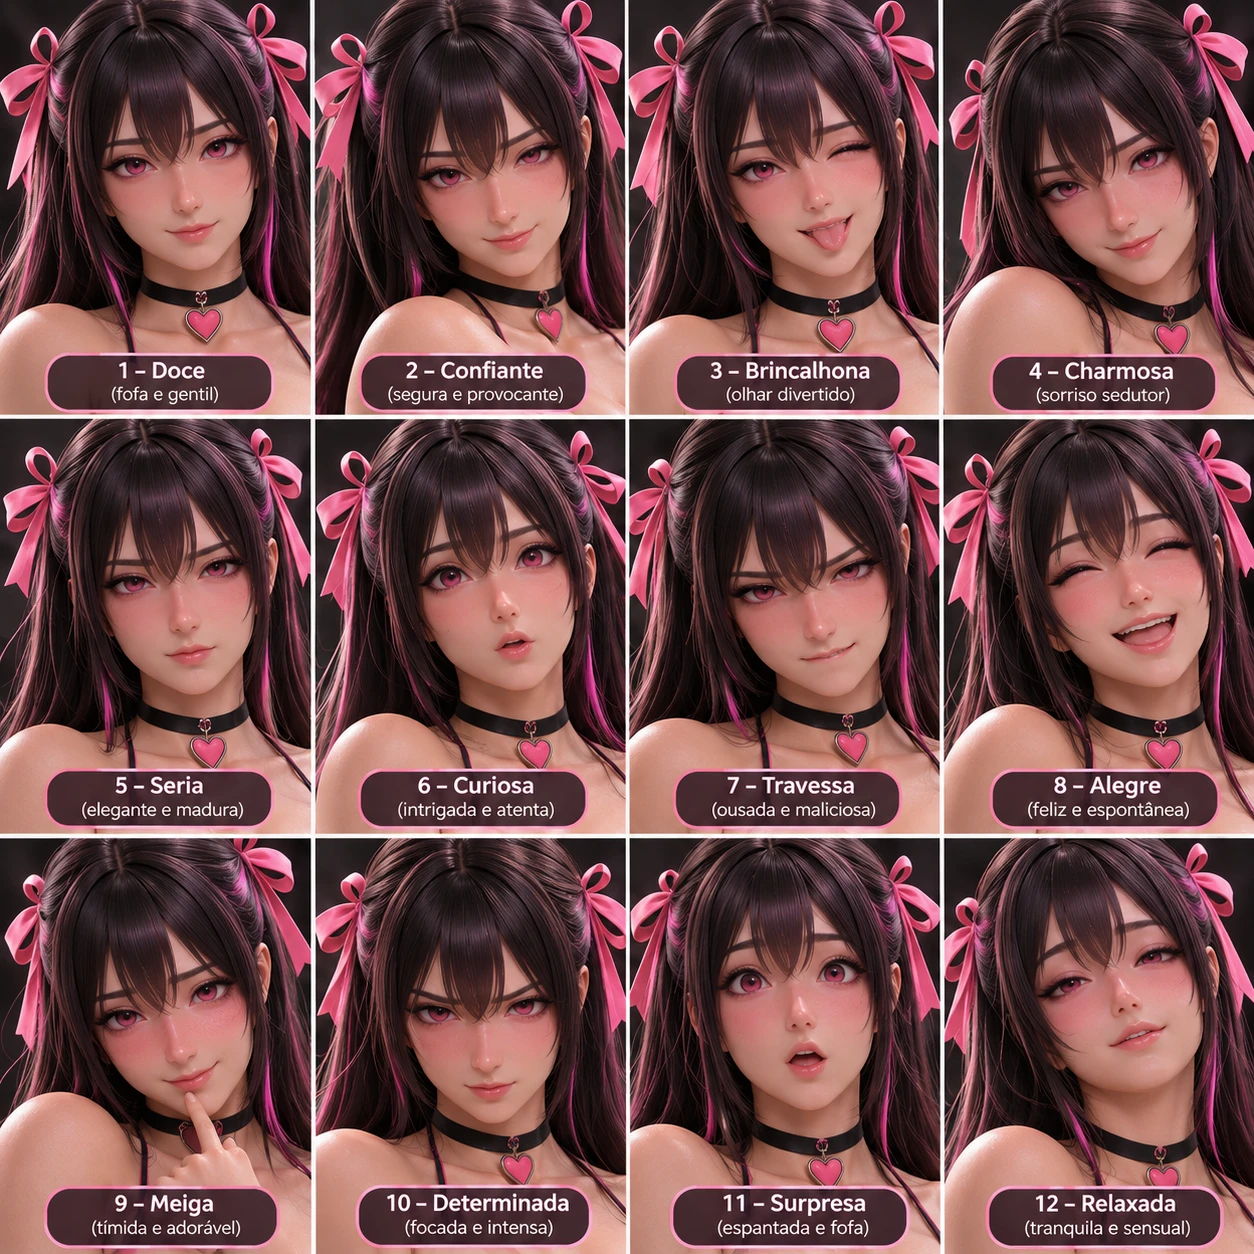 1 – Doce
(fofa e gentil)
2 – Confiante
(segura e provocante)
3 – Brincalhona
(olhar divertido)
4 – Charmosa
(sorriso sedutor)
5 – Seria
(elegante e madura)
6 – Curiosa
(intrigada e atenta)
7 – Travessa
(ousada e maliciosa)
8 – Alegre
(feliz e espontânea)
9 – Meiga
(tímida e adorável)
10 – Determinada
(focada e intensa)
11 – Surpresa
(espantada e fofa)
12 – Relaxada
(tranquila e sensual)